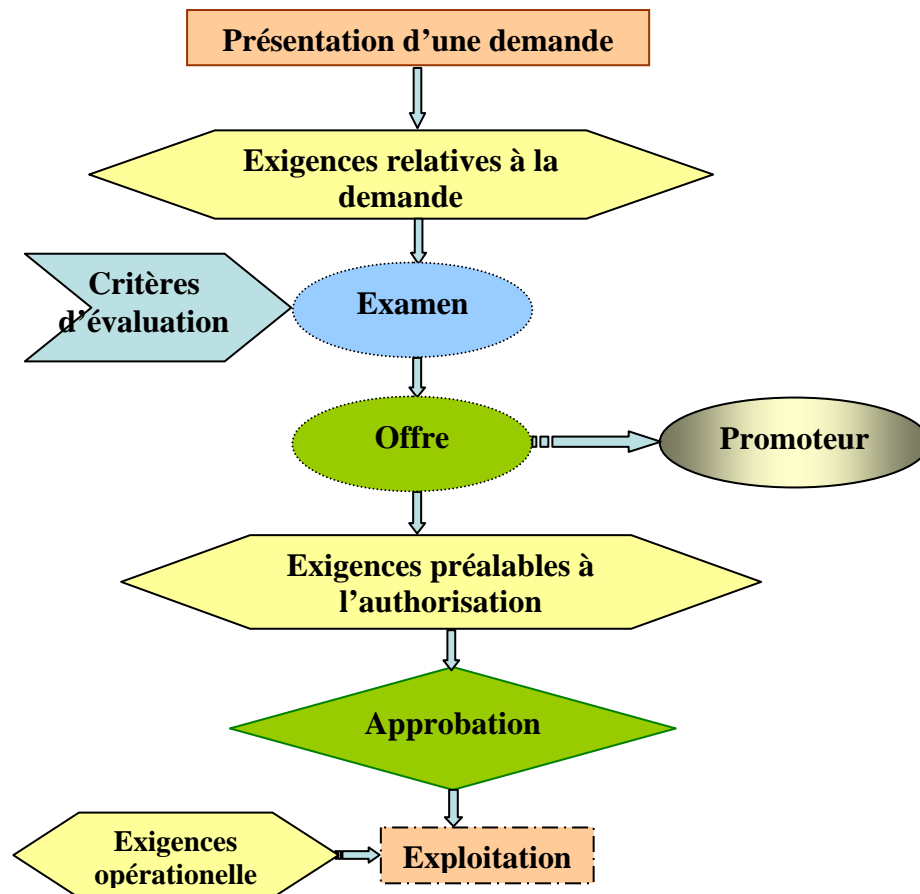 Présentation d’une demande
Exigences relatives à la
demande
Critères
d’évaluation
Examen
Offre
Promoteur
Exigences préalables à
l’authorisation
Approbation
Exigences
opérationelle
Exploitation